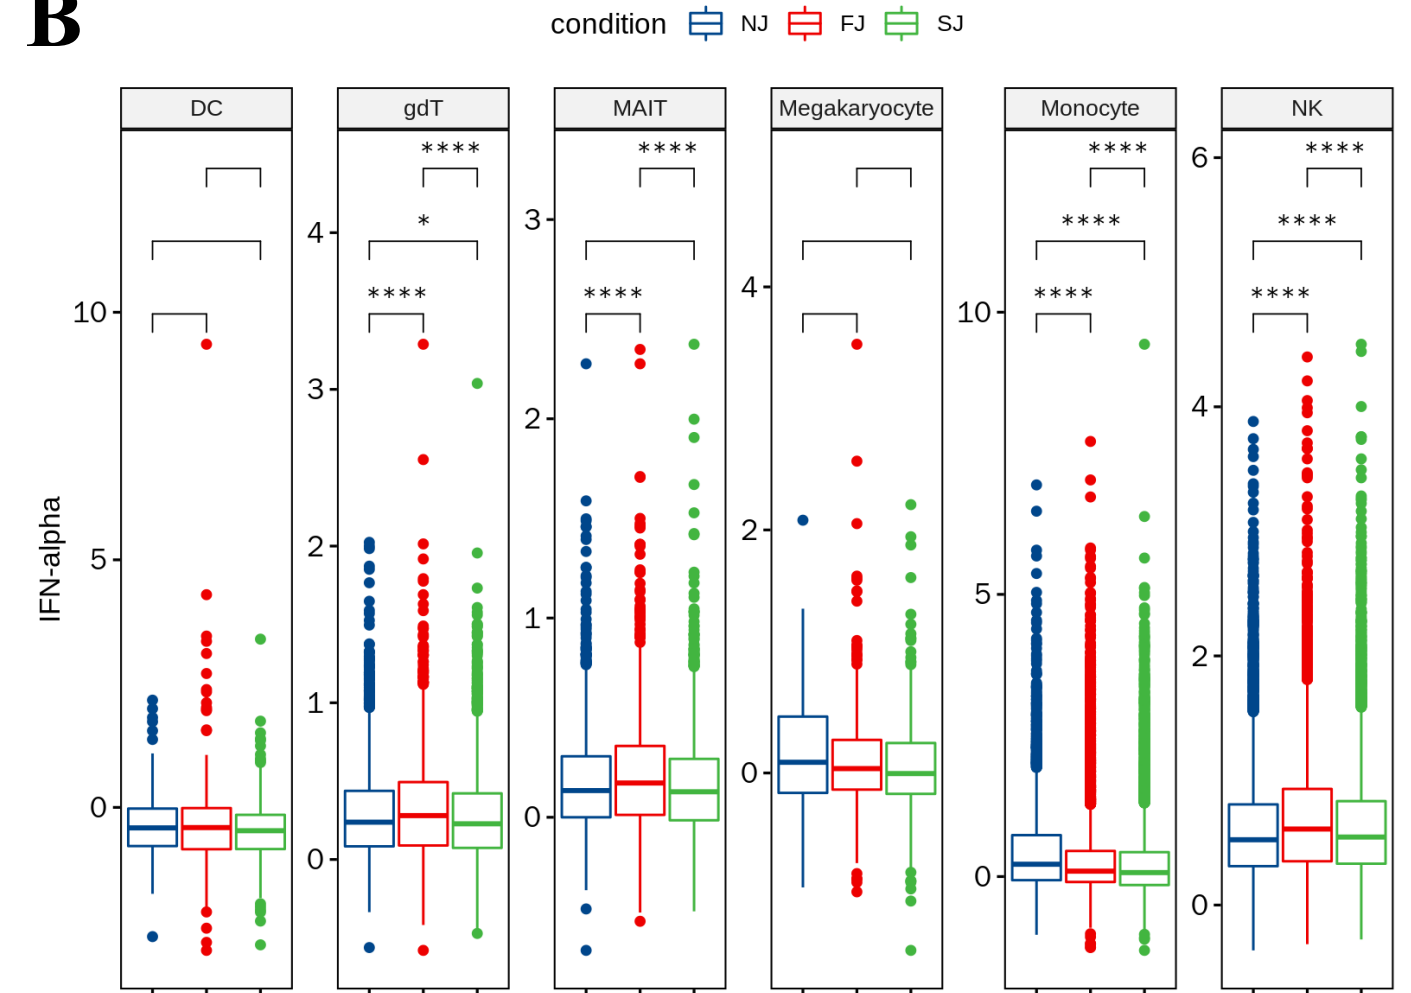 B
condition NJ FJ SJ
DC gdT MAIT Megakaryocyte Monocyte NK
**** **** **** ****
* **** ****
**** **** **** ****
IFN-alpha
10 5 0
4 3 2 1 0
3 2 1 0
4 2 0
10 5 0
6 4 2 0